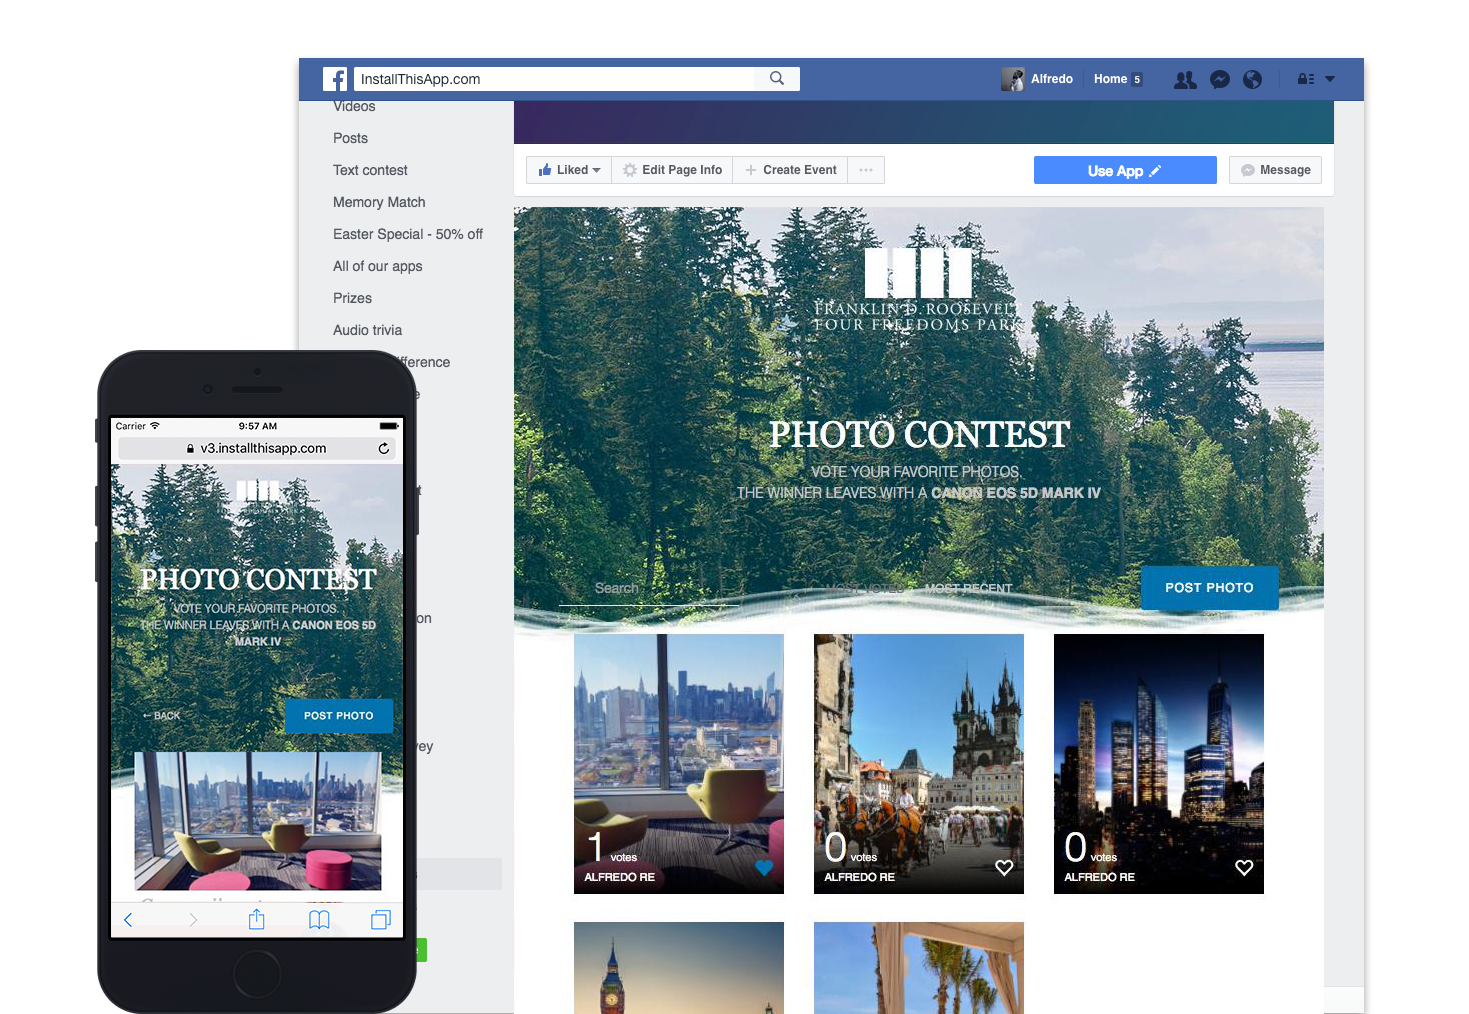 InstallThisApp.com
Alfredo
Home 5
Videos
Posts
Text contest
Memory Match
Easter Special - 50% off
All of our apps
Prizes
Audio trivia
Liked
Edit Page Info
Create Event
Use App
Message
FRANKLIN D. ROOSEVELT
FOUR FREEDOMS PARK
PHOTO CONTEST
VOTE YOUR FAVORITE PHOTOS.
THE WINNER LEAVES WITH A CANON EOS 5D MARK IV
Search
MOST VOTED
MOST RECENT
POST PHOTO
1 votes
ALFREDO RE
0 votes
ALFREDO RE
0 votes
ALFREDO RE
Carrier
9:57 AM
v3.installthisapp.com
PHOTO CONTEST
VOTE YOUR FAVORITE PHOTOS.
THE WINNER LEAVES WITH A CANON EOS 5D
MARK IV
← BACK
POST PHOTO